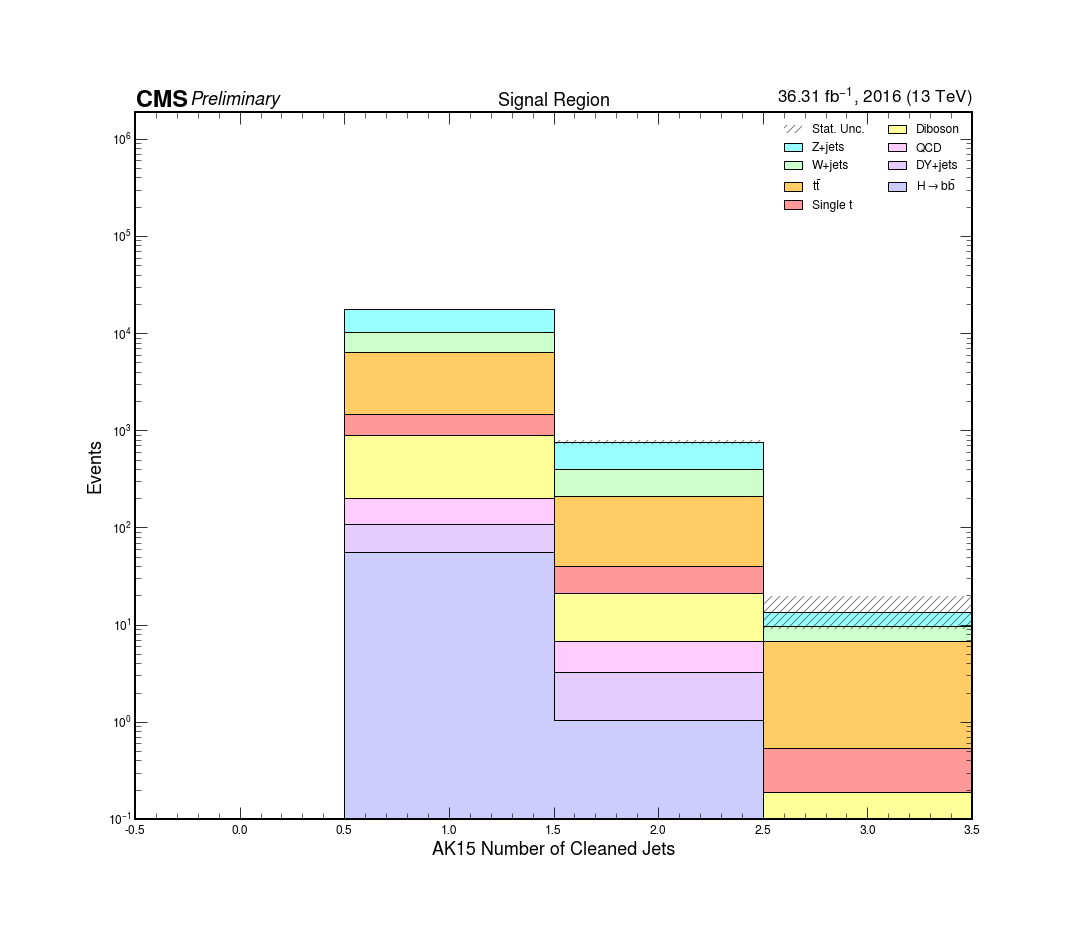 CMS Preliminary Signal Region 36.31 fb⁻¹, 2016 (13 TeV)
Stat. Unc. Diboson
Z+jets QCD
W+jets DY+jets
tt̄ H→bb̄
Single t
10⁶
10⁵
10⁴
10³
10²
10¹
10⁰
10⁻¹
Events
-0.5 0.0 0.5 1.0 1.5 2.0 2.5 3.0 3.5
AK15 Number of Cleaned Jets